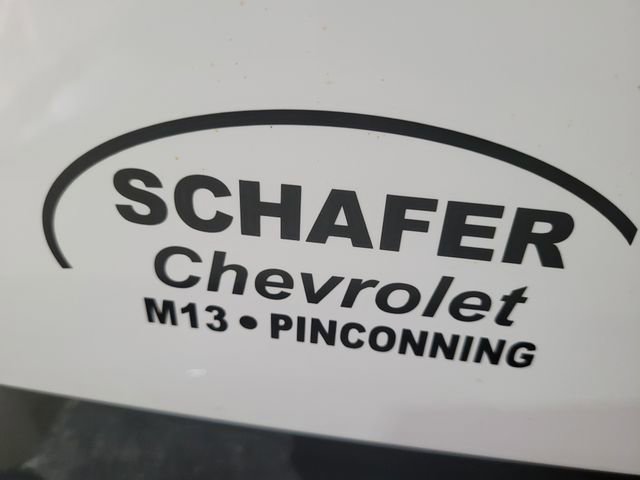 SCHAFER
Chevrolet
M13 • PINCONNING